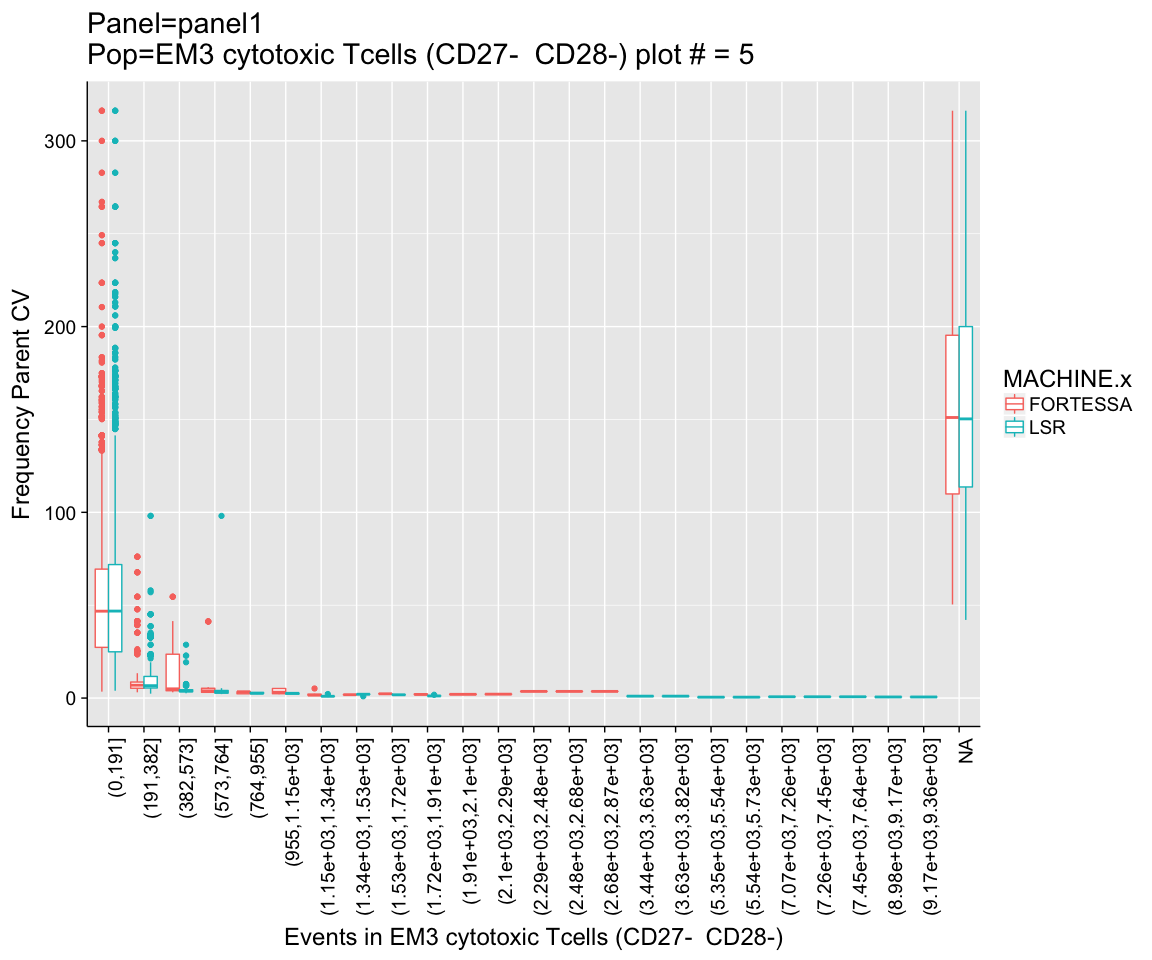 Panel=panel1
Pop=EM3 cytotoxic Tcells (CD27-  CD28-) plot # = 5
Frequency Parent CV
300
200
100
0
(0,191]
(191,382]
(382,573]
(573,764]
(764,955]
(955,1.15e+03]
(1.15e+03,1.34e+03]
(1.34e+03,1.53e+03]
(1.53e+03,1.72e+03]
(1.72e+03,1.91e+03]
(1.91e+03,2.1e+03]
(2.1e+03,2.29e+03]
(2.29e+03,2.48e+03]
(2.48e+03,2.68e+03]
(2.68e+03,2.87e+03]
(3.44e+03,3.63e+03]
(3.63e+03,3.82e+03]
(5.35e+03,5.54e+03]
(5.54e+03,5.73e+03]
(7.07e+03,7.26e+03]
(7.26e+03,7.45e+03]
(7.45e+03,7.64e+03]
(8.98e+03,9.17e+03]
(9.17e+03,9.36e+03]
NA
Events in EM3 cytotoxic Tcells (CD27-  CD28-)
MACHINE.x
FORTESSA
LSR